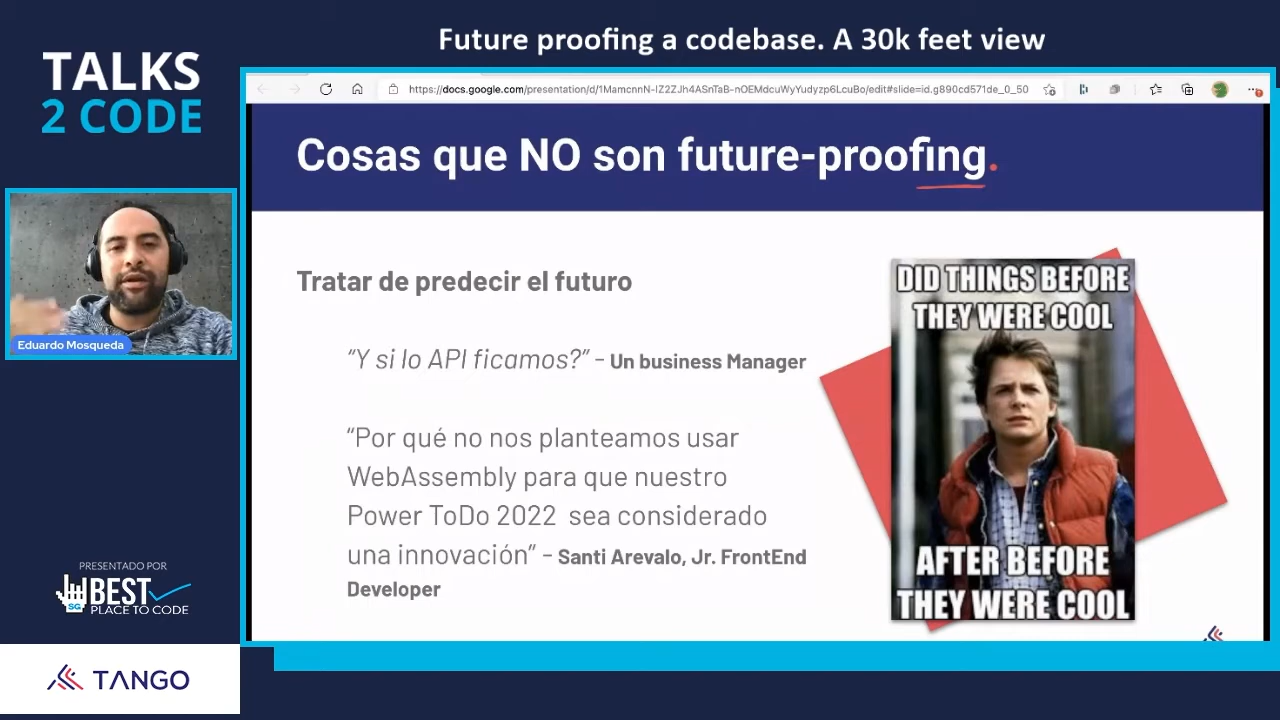 Future proofing a codebase. A 30k feet view
TALKS
2 CODE
https://docs.google.com/presentation/d/1MamcnnN-IZ2ZJh4ASnTaB-nOEMdcuWyYudyzp6LcuBo/edit#slide=id.g890cd571de_0_50
Cosas que NO son future-proofing.
Tratar de predecir el futuro
“Y si lo API ficamos?” - Un business Manager
“Por qué no nos planteamos usar
WebAssembly para que nuestro
Power ToDo 2022 sea considerado
una innovación” - Santi Arevalo, Jr. FrontEnd
Developer
DID THINGS BEFORE
THEY WERE COOL
AFTER BEFORE
THEY WERE COOL
Eduardo Mosqueda
PRESENTADO POR
SG
BEST
PLACE TO CODE
TANGO